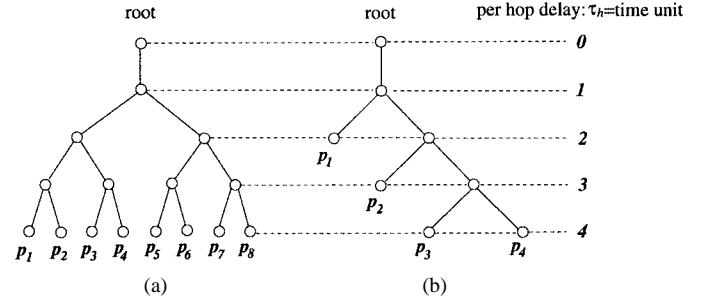 root root per hop delay: τh=time unit
0
1
2
p1
3
p2
4
p1 p2 p3 p4 p5 p6 p7 p8 p3 p4
(a) (b)